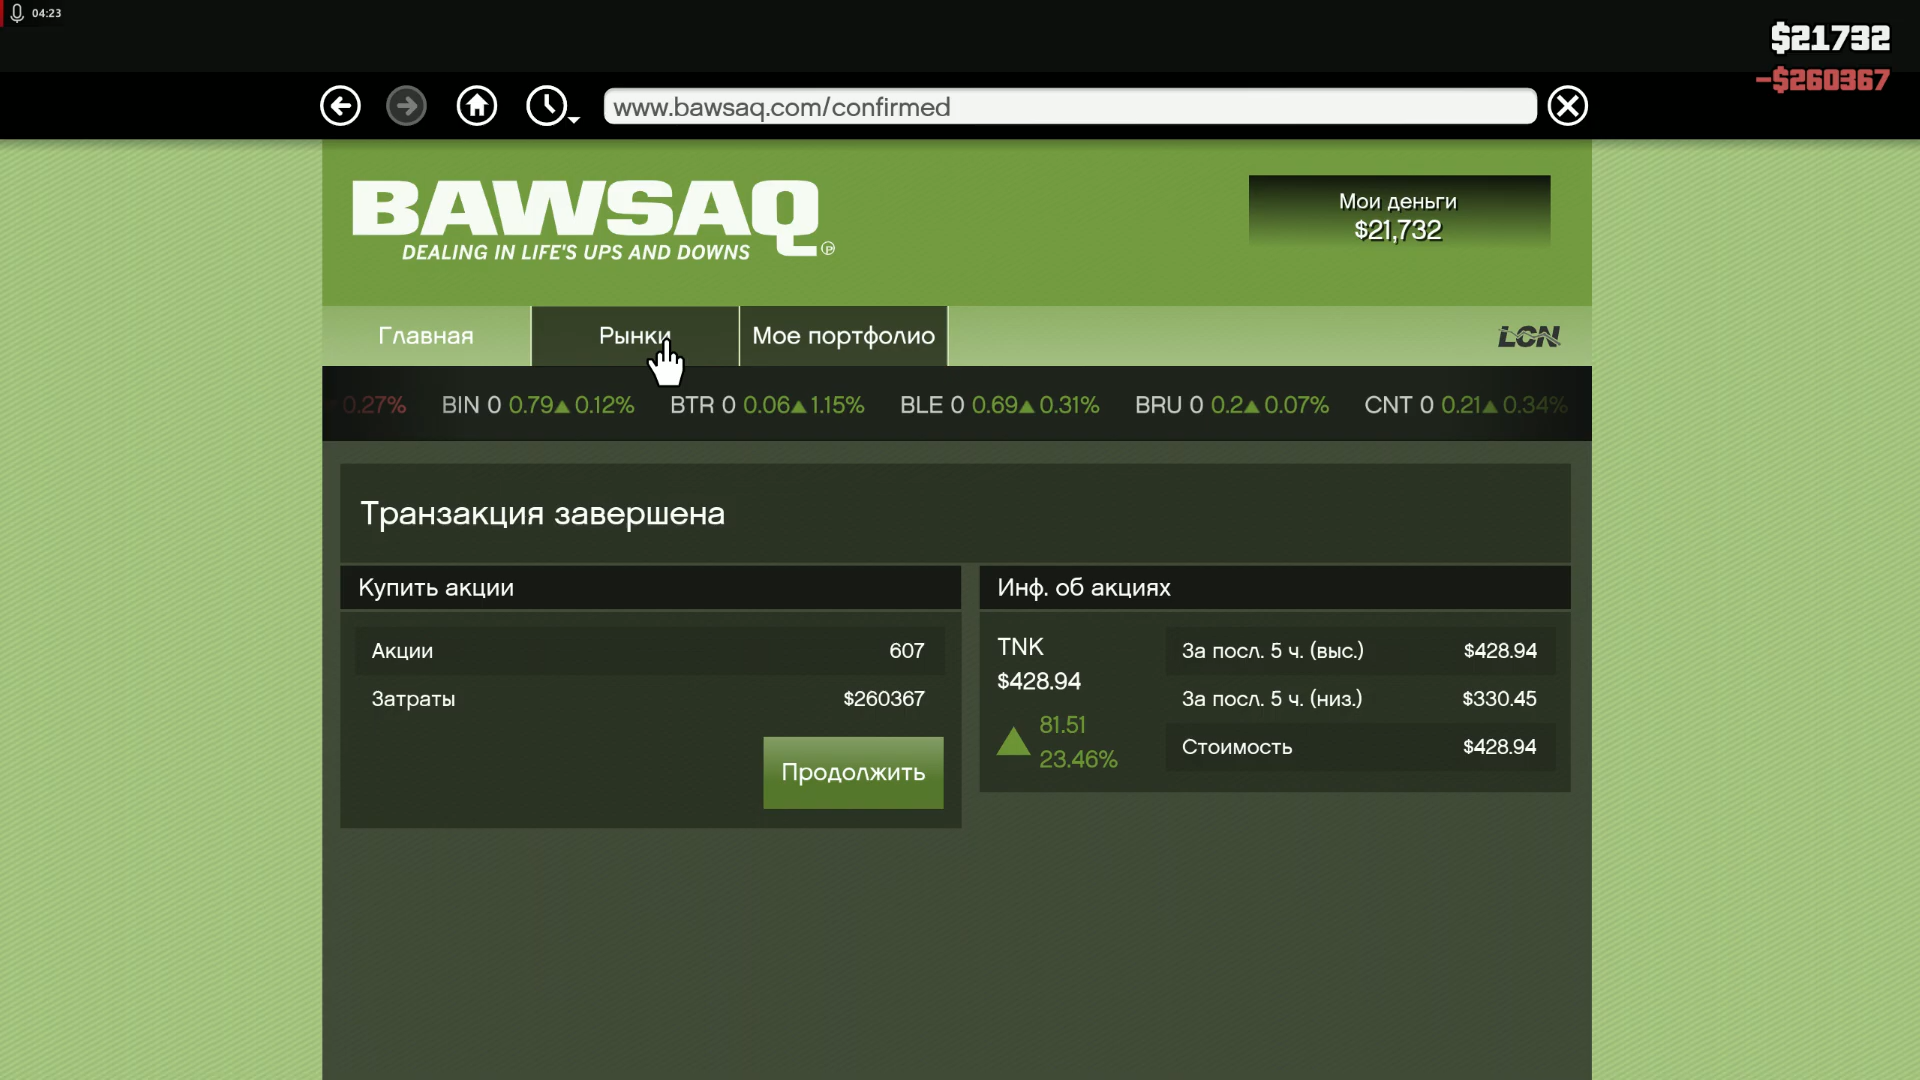 04:23
$21732
-$260367
www.bawsaq.com/confirmed
BAWSAQ
DEALING IN LIFE'S UPS AND DOWNS
Мои деньги
$21,732
Главная
Рынки
Мое портфолио
LCN
0.27% BIN 0 0.79▲0.12% BTR 0 0.06▲1.15% BLE 0 0.69▲0.31% BRU 0 0.2▲0.07% CNT 0 0.21▲0.34%
Транзакция завершена
Купить акции
Акции 607
Затраты $260367
Продолжить
Инф. об акциях
TNK
$428.94
81.51
23.46%
За посл. 5 ч. (выс.) $428.94
За посл. 5 ч. (низ.) $330.45
Стоимость $428.94